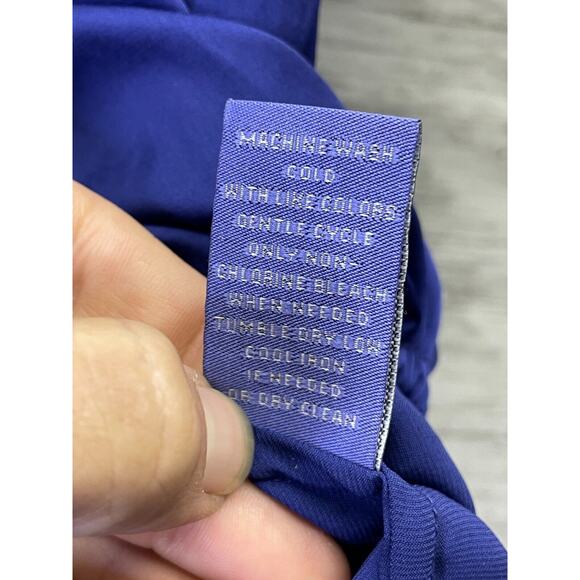 MACHINE WASH
COLD
WITH LIKE COLORS
GENTLE CYCLE
ONLY NON-
CHLORINE BLEACH
WHEN NEEDED
TUMBLE DRY LOW
COOL IRON
IF NEEDED
OR DRY CLEAN